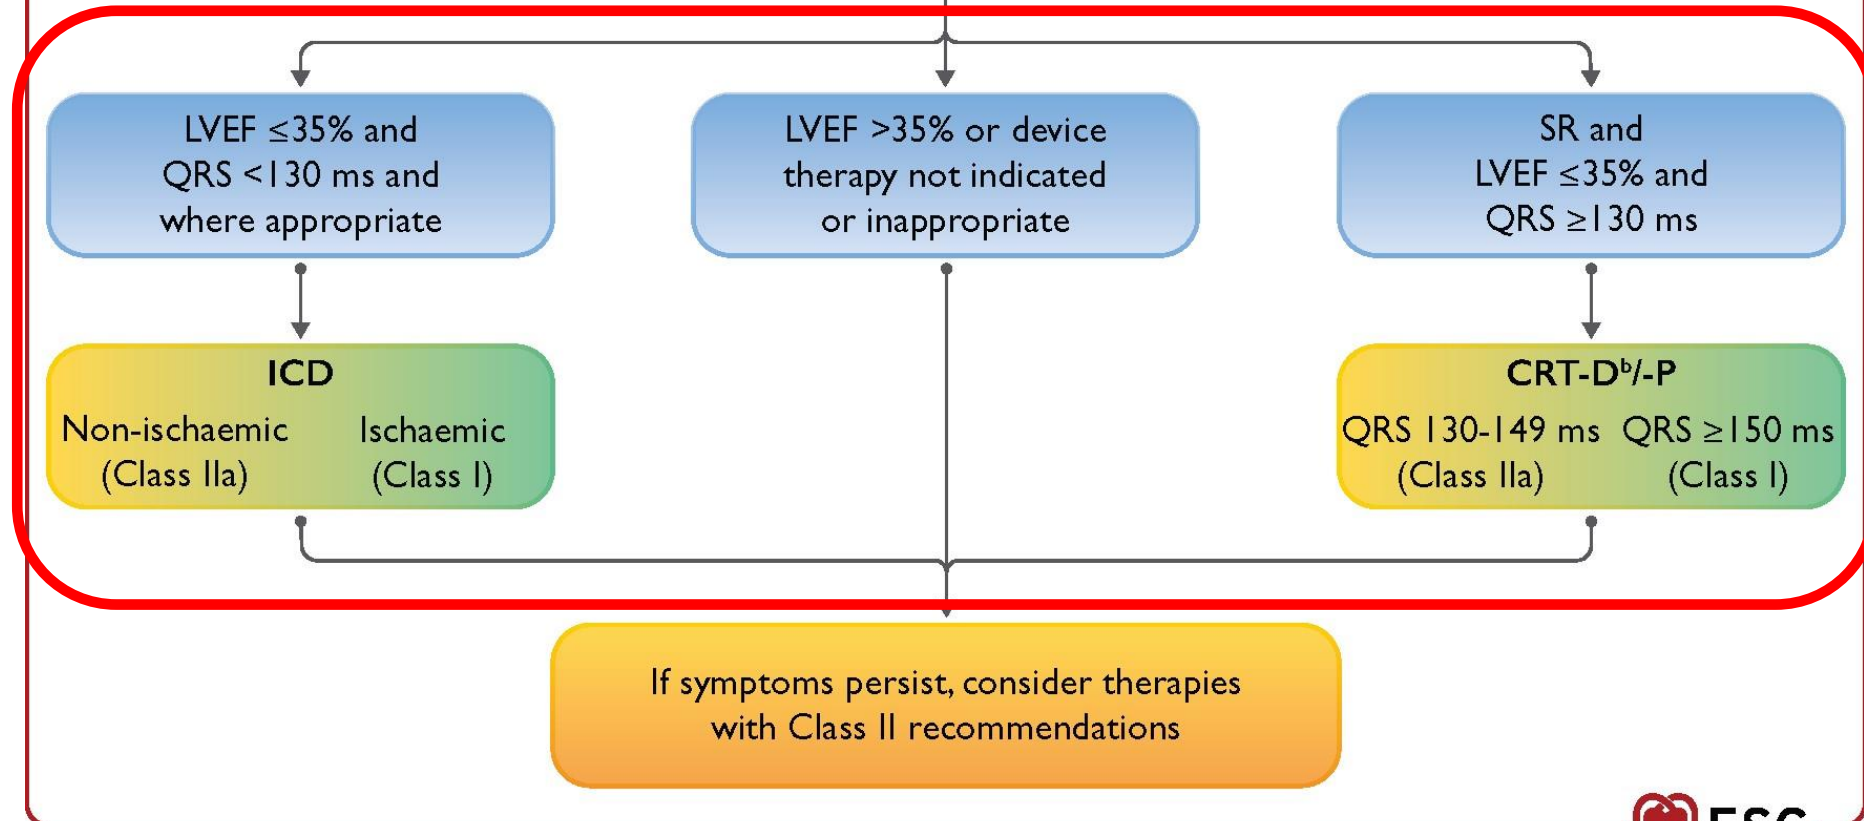 LVEF ≤35% and
QRS <130 ms and
where appropriate
LVEF >35% or device
therapy not indicated
or inappropriate
SR and
LVEF ≤35% and
QRS ≥130 ms
ICD
Non-ischaemic
(Class IIa)
Ischaemic
(Class I)
CRT-Dᵇ/-P
QRS 130-149 ms
(Class IIa)
QRS ≥150 ms
(Class I)
If symptoms persist, consider therapies
with Class II recommendations
ESC